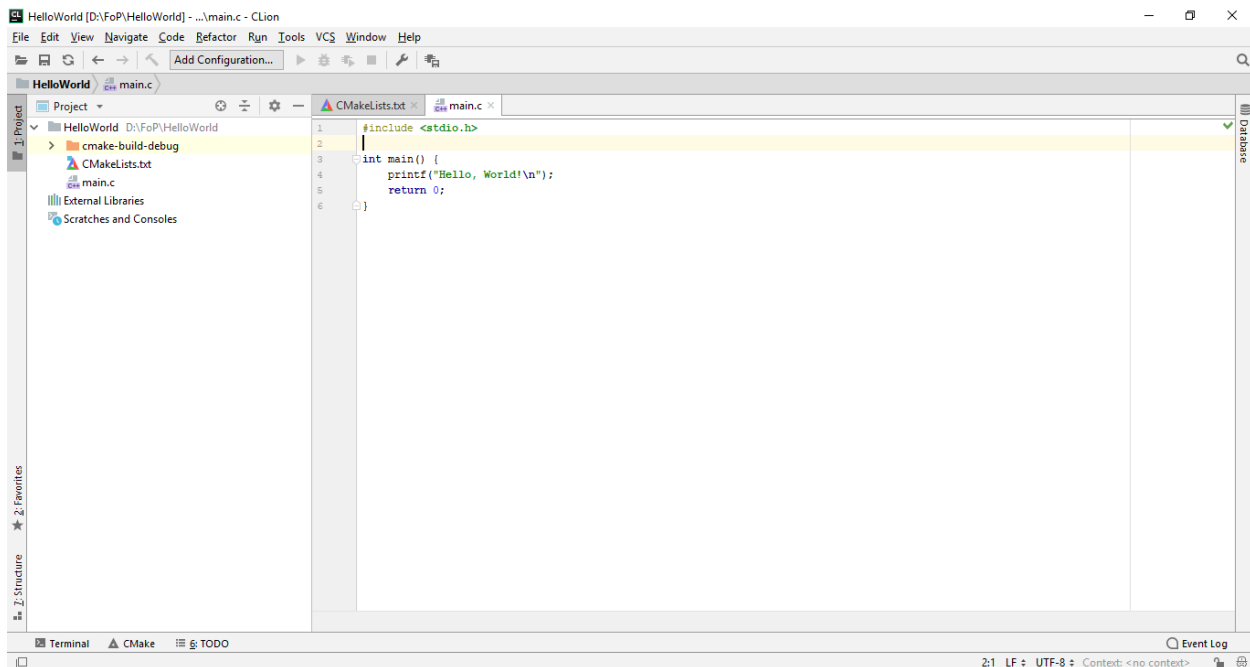 CL HelloWorld [D:\FoP\HelloWorld] - ...\main.c - CLion
File Edit View Navigate Code Refactor Run Tools VCS Window Help
Add Configuration...
HelloWorld main.c
1: Project
Project
CMakeLists.txt main.c
HelloWorld D:\FoP\HelloWorld
cmake-build-debug
CMakeLists.txt
C++ main.c
External Libraries
Scratches and Consoles
1 #include <stdio.h>
2
3 int main() {
4 printf("Hello, World!\n");
5 return 0;
6 }
Database
2: Favorites
7: Structure
Terminal CMake 6: TODO Event Log
2:1 LF UTF-8 Context: <no context>